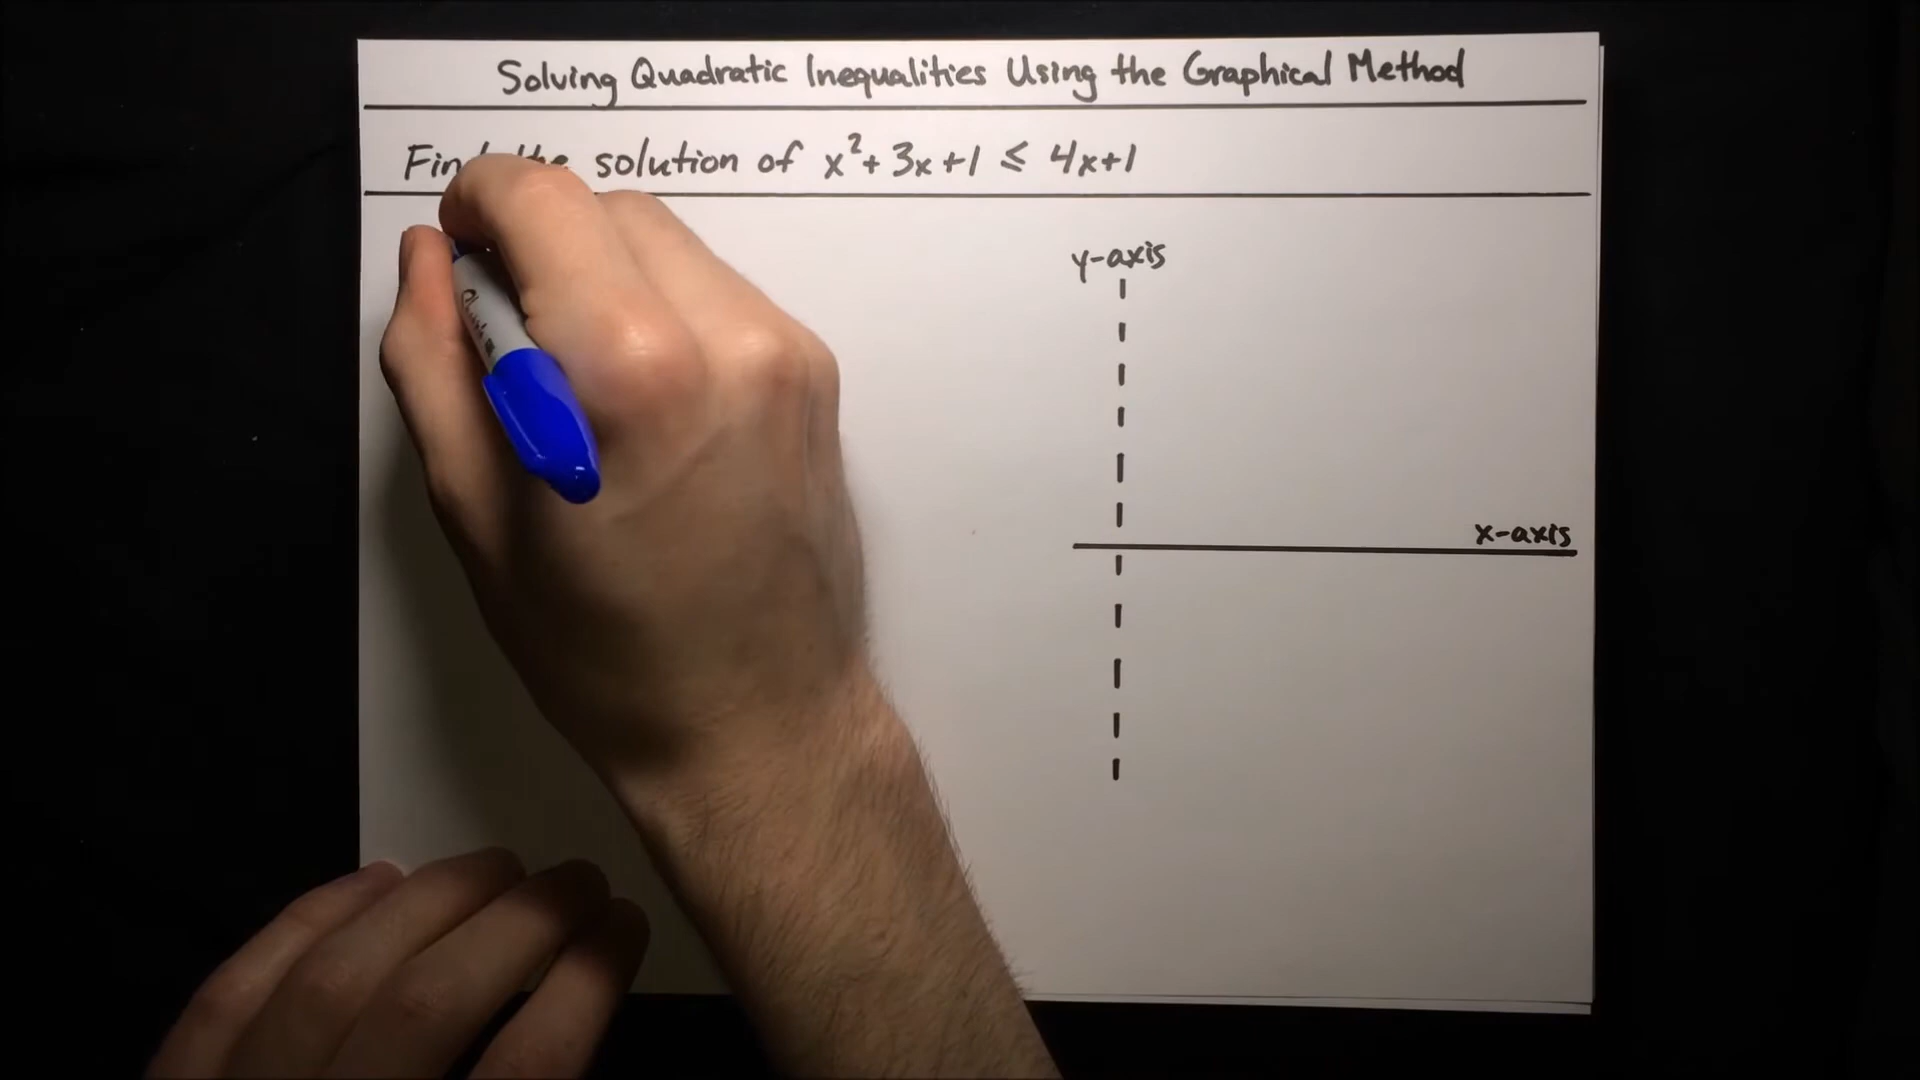 Solving Quadratic Inequalities Using the Graphical Method
solution of x²+3x+1 ≤ 4x+1
y-axis
x-axis